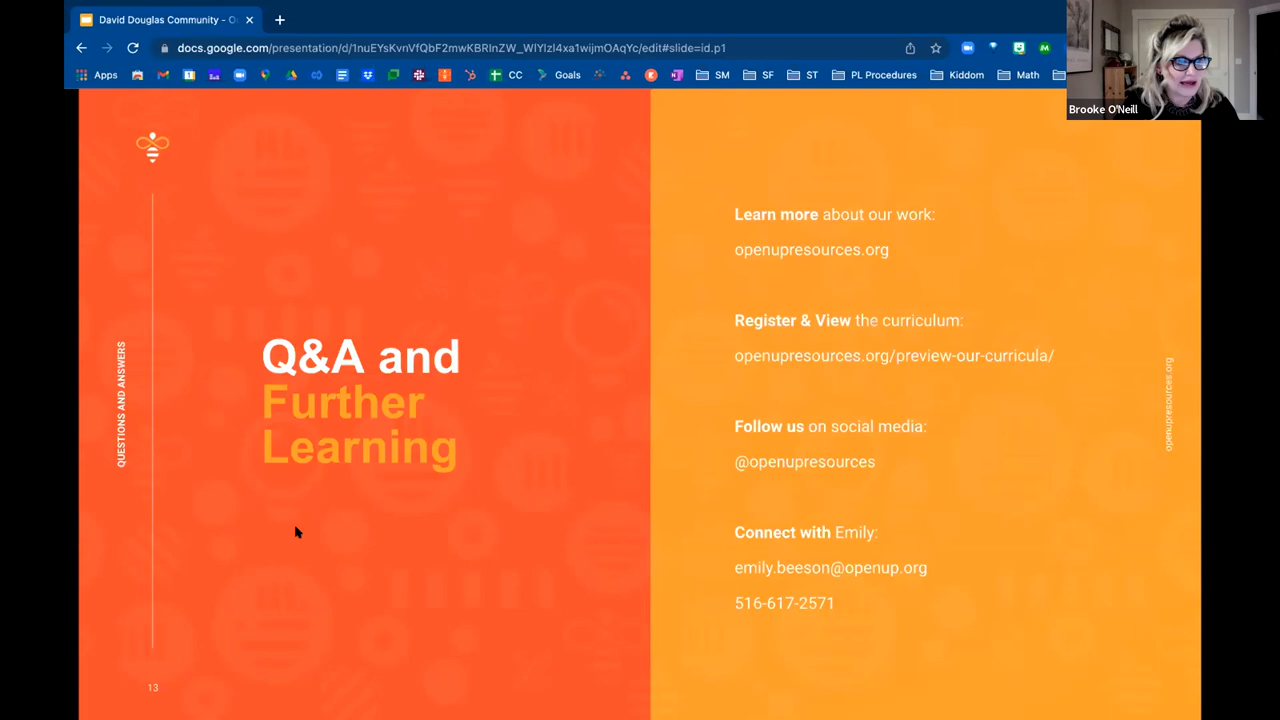 David Douglas Community - O
docs.google.com/presentation/d/1nuEYsKvnVfQbF2mwKBRInZW_WIYlzl4xa1wijmOAqYc/edit#slide=id.p1
Apps
CC
Goals
SM
SF
ST
PL Procedures
Kiddom
Math
Brooke O'Neill
QUESTIONS AND ANSWERS
Q&A and
Further
Learning
13
Learn more about our work:
openupresources.org
Register & View the curriculum:
openupresources.org/preview-our-curricula/
Follow us on social media:
@openupresources
Connect with Emily:
emily.beeson@openup.org
516-617-2571
openupresources.org